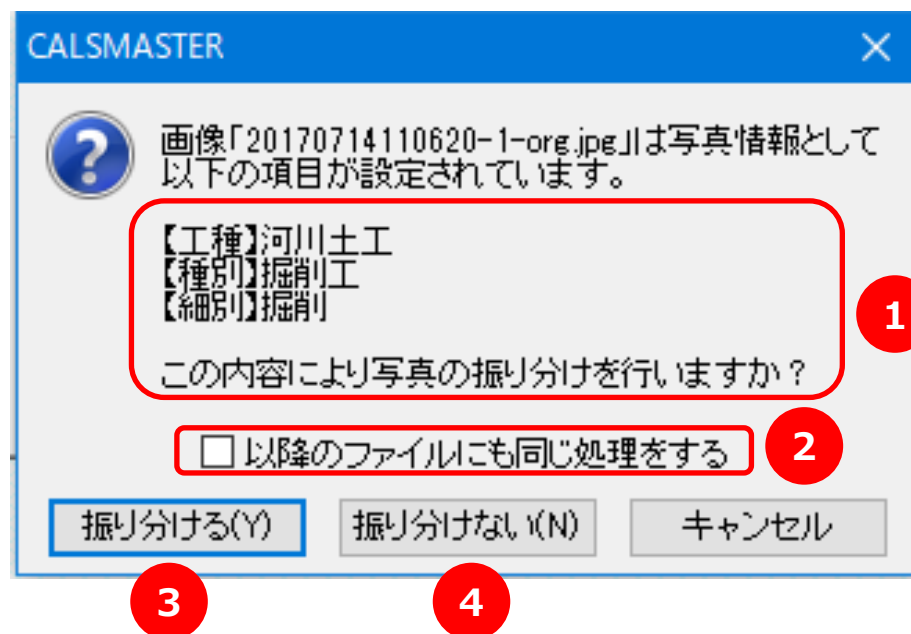 CALSMASTER
画像「20170714110620-1-org.jpg」は写真情報として
以下の項目が設定されています。
【工種】河川土工
【種別】掘削工
【細別】掘削
1
この内容により写真の振り分けを行いますか？
以降のファイルにも同じ処理をする
2
振り分ける(Y)
振り分けない(N)
キャンセル
3
4